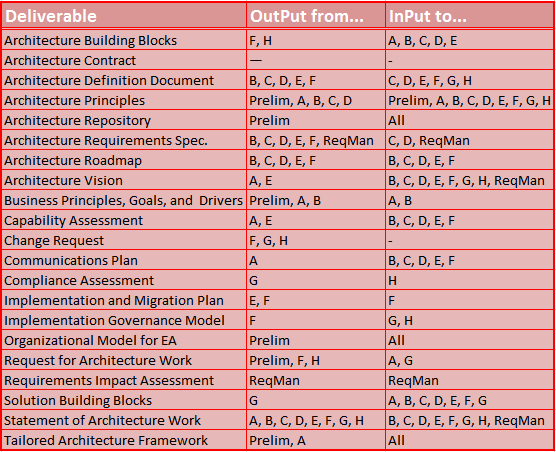 Deliverable OutPut from... InPut to...
Architecture Building Blocks F, H A, B, C, D, E
Architecture Contract — -
Architecture Definition Document B, C, D, E, F C, D, E, F, G, H
Architecture Principles Prelim, A, B, C, D Prelim, A, B, C, D, E, F, G, H
Architecture Repository Prelim All
Architecture Requirements Spec. B, C, D, E, F, ReqMan C, D, ReqMan
Architecture Roadmap B, C, D, E, F B, C, D, E, F
Architecture Vision A, E B, C, D, E, F, G, H, ReqMan
Business Principles, Goals, and Drivers Prelim, A, B A, B
Capability Assessment A, E B, C, D, E, F
Change Request F, G, H -
Communications Plan A B, C, D, E, F
Compliance Assessment G H
Implementation and Migration Plan E, F F
Implementation Governance Model F G, H
Organizational Model for EA Prelim All
Request for Architecture Work Prelim, F, H A, G
Requirements Impact Assessment ReqMan ReqMan
Solution Building Blocks G A, B, C, D, E, F, G
Statement of Architecture Work A, B, C, D, E, F, G, H B, C, D, E, F, G, H, ReqMan
Tailored Architecture Framework Prelim, A All